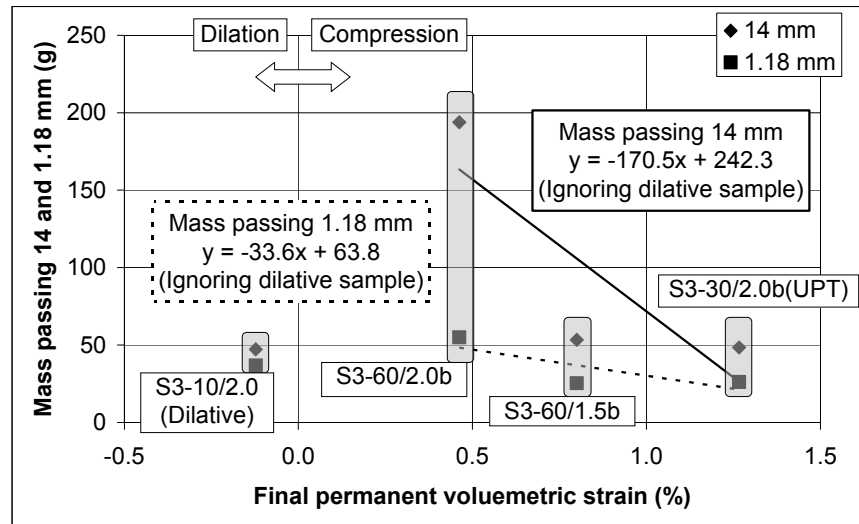 Dilation
Compression
14 mm
1.18 mm
Mass passing 14 and 1.18 mm (g)
250
200
150
100
50
0
Mass passing 14 mm
y = -170.5x + 242.3
(Ignoring dilative sample)
Mass passing 1.18 mm
y = -33.6x + 63.8
(Ignoring dilative sample)
S3-30/2.0b(UPT)
S3-10/2.0
(Dilative)
S3-60/2.0b
S3-60/1.5b
-0.5
0.0
0.5
1.0
1.5
Final permanent voluemetric strain (%)